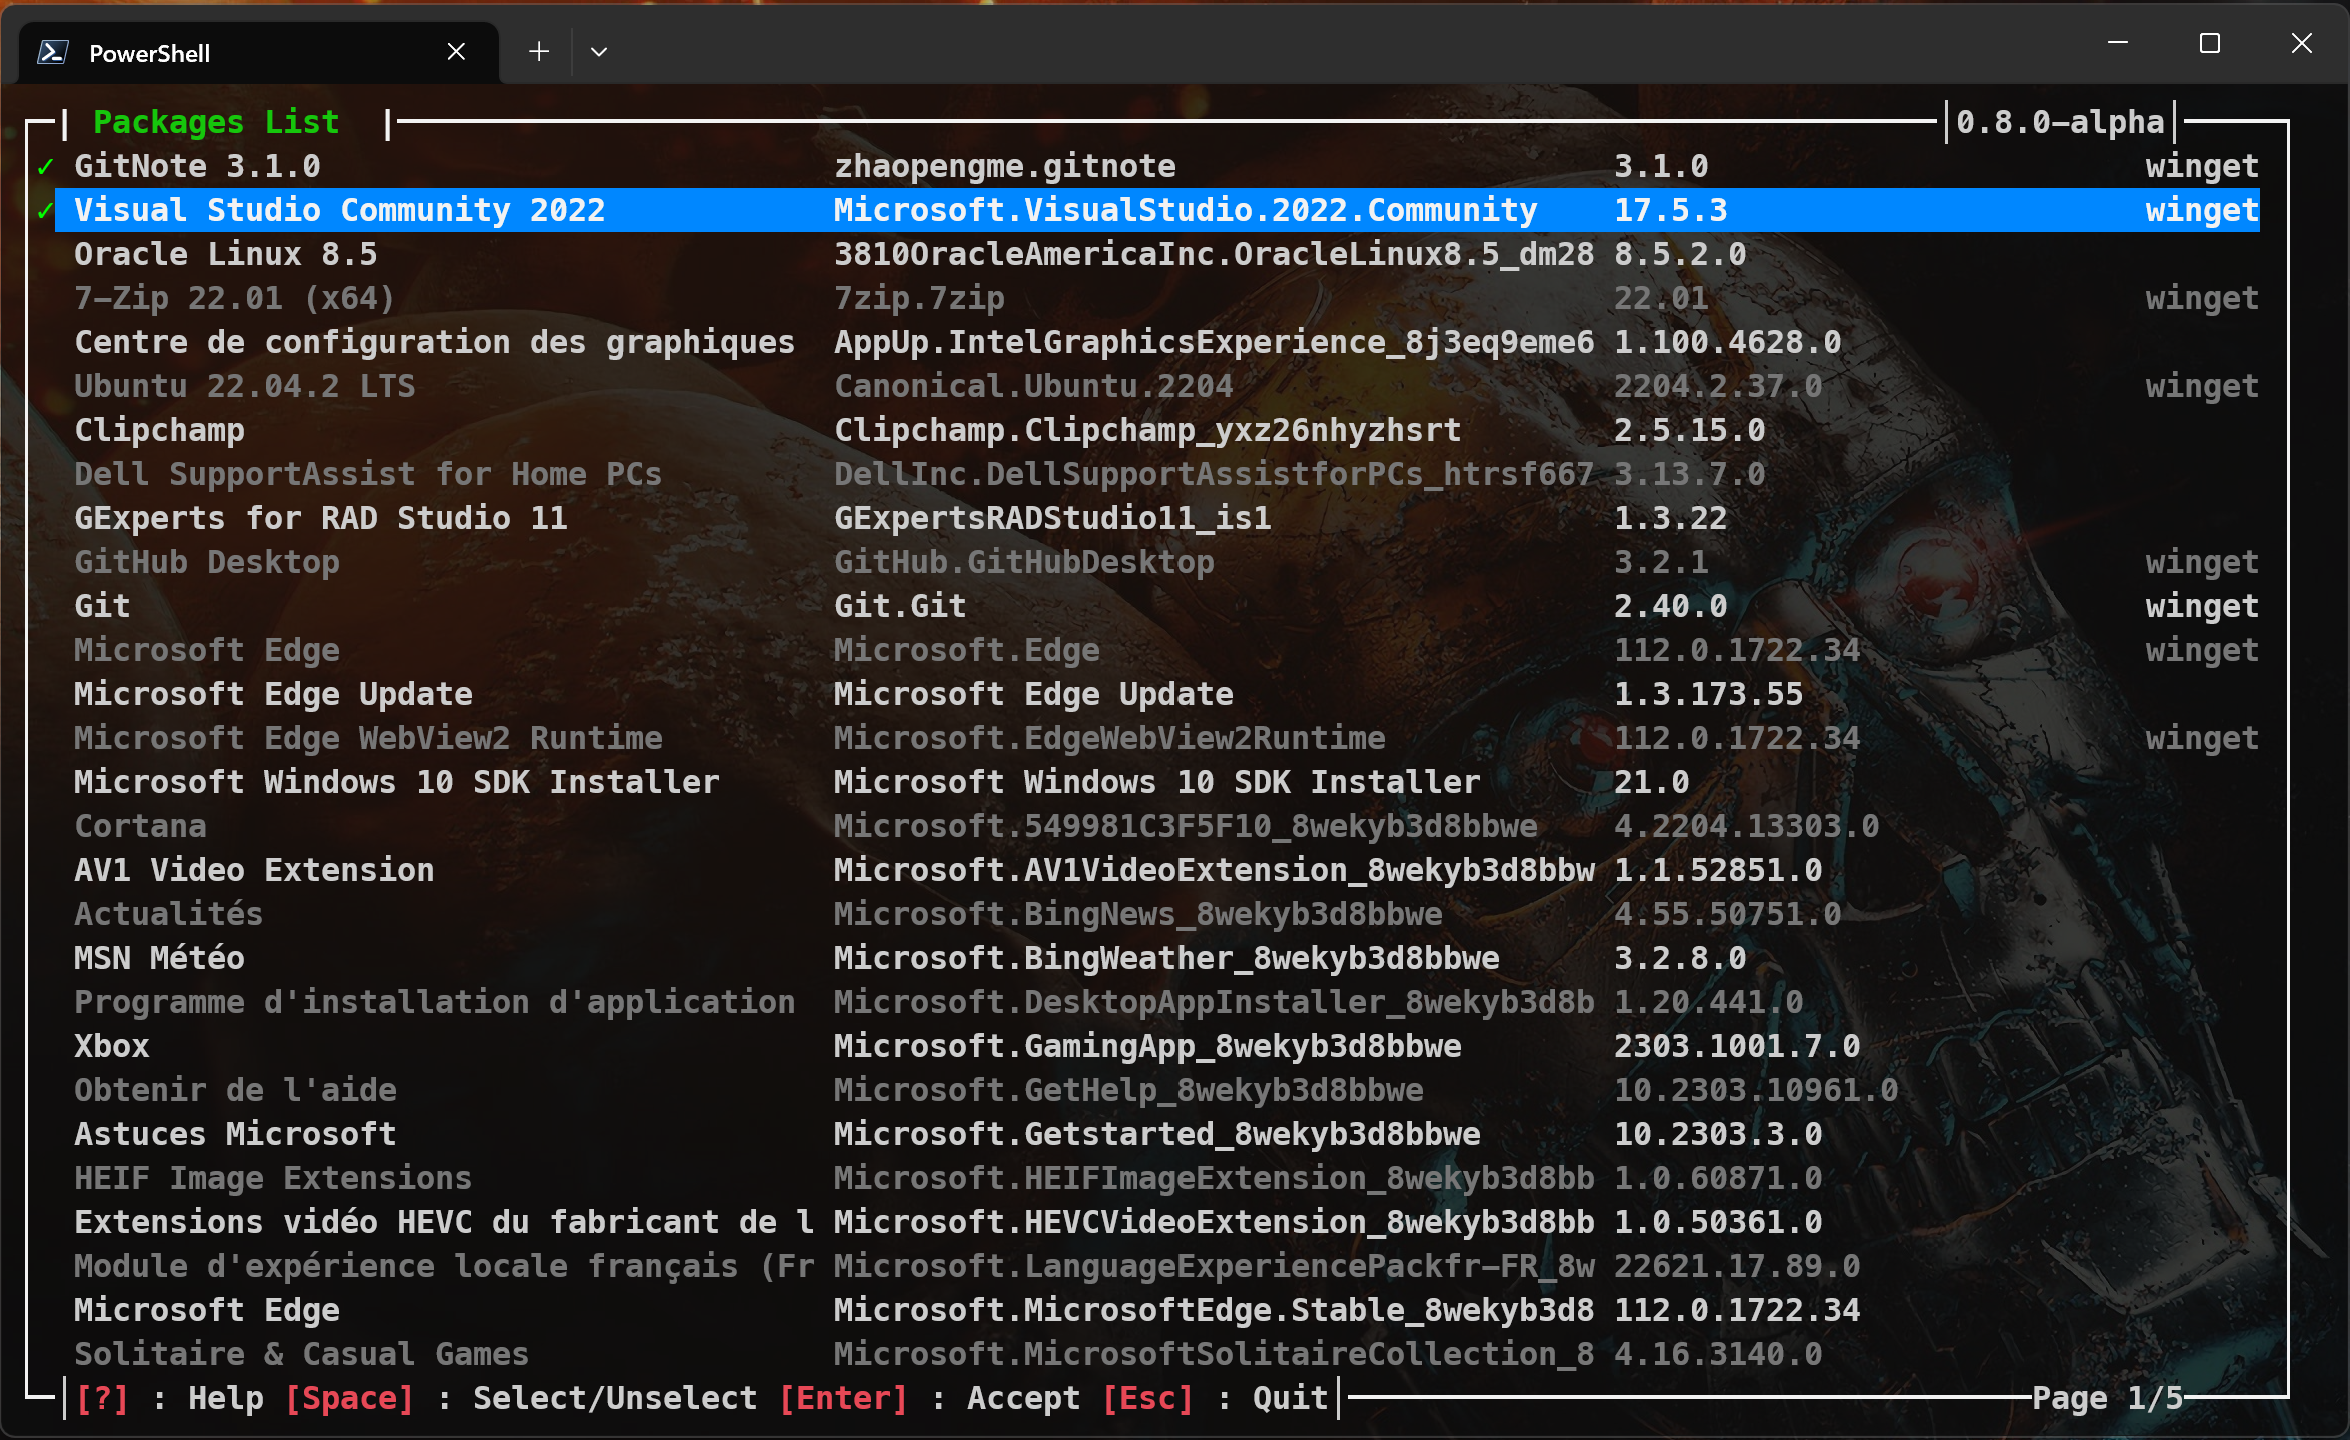 PowerShell
Packages List 0.8.0-alpha
✓ GitNote 3.1.0 zhaopengme.gitnote 3.1.0 winget
✓ Visual Studio Community 2022 Microsoft.VisualStudio.2022.Community 17.5.3 winget
Oracle Linux 8.5 3810OracleAmericaInc.OracleLinux8.5_dm28 8.5.2.0
7-Zip 22.01 (x64) 7zip.7zip 22.01 winget
Centre de configuration des graphiques AppUp.IntelGraphicsExperience_8j3eq9eme6 1.100.4628.0
Ubuntu 22.04.2 LTS Canonical.Ubuntu.2204 2204.2.37.0 winget
Clipchamp Clipchamp.Clipchamp_yxz26nhyzhsrt 2.5.15.0
Dell SupportAssist for Home PCs DellInc.DellSupportAssistforPCs_htrsf667 3.13.7.0
GExperts for RAD Studio 11 GExpertsRADStudio11_is1 1.3.22
GitHub Desktop GitHub.GitHubDesktop 3.2.1 winget
Git Git.Git 2.40.0 winget
Microsoft Edge Microsoft.Edge 112.0.1722.34 winget
Microsoft Edge Update Microsoft Edge Update 1.3.173.55
Microsoft Edge WebView2 Runtime Microsoft.EdgeWebView2Runtime 112.0.1722.34 winget
Microsoft Windows 10 SDK Installer Microsoft Windows 10 SDK Installer 21.0
Cortana Microsoft.549981C3F5F10_8wekyb3d8bbwe 4.2204.13303.0
AV1 Video Extension Microsoft.AV1VideoExtension_8wekyb3d8bbw 1.1.52851.0
Actualités Microsoft.BingNews_8wekyb3d8bbwe 4.55.50751.0
MSN Météo Microsoft.BingWeather_8wekyb3d8bbwe 3.2.8.0
Programme d'installation d'application Microsoft.DesktopAppInstaller_8wekyb3d8b 1.20.441.0
Xbox Microsoft.GamingApp_8wekyb3d8bbwe 2303.1001.7.0
Obtenir de l'aide Microsoft.GetHelp_8wekyb3d8bbwe 10.2303.10961.0
Astuces Microsoft Microsoft.Getstarted_8wekyb3d8bbwe 10.2303.3.0
HEIF Image Extensions Microsoft.HEIFImageExtension_8wekyb3d8bb 1.0.60871.0
Extensions vidéo HEVC du fabricant de l Microsoft.HEVCVideoExtension_8wekyb3d8bb 1.0.50361.0
Module d'expérience locale français (Fr Microsoft.LanguageExperiencePackfr-FR_8w 22621.17.89.0
Microsoft Edge Microsoft.MicrosoftEdge.Stable_8wekyb3d8 112.0.1722.34
Solitaire & Casual Games Microsoft.MicrosoftSolitaireCollection_8 4.16.3140.0
[?] : Help [Space] : Select/Unselect [Enter] : Accept [Esc] : Quit Page 1/5